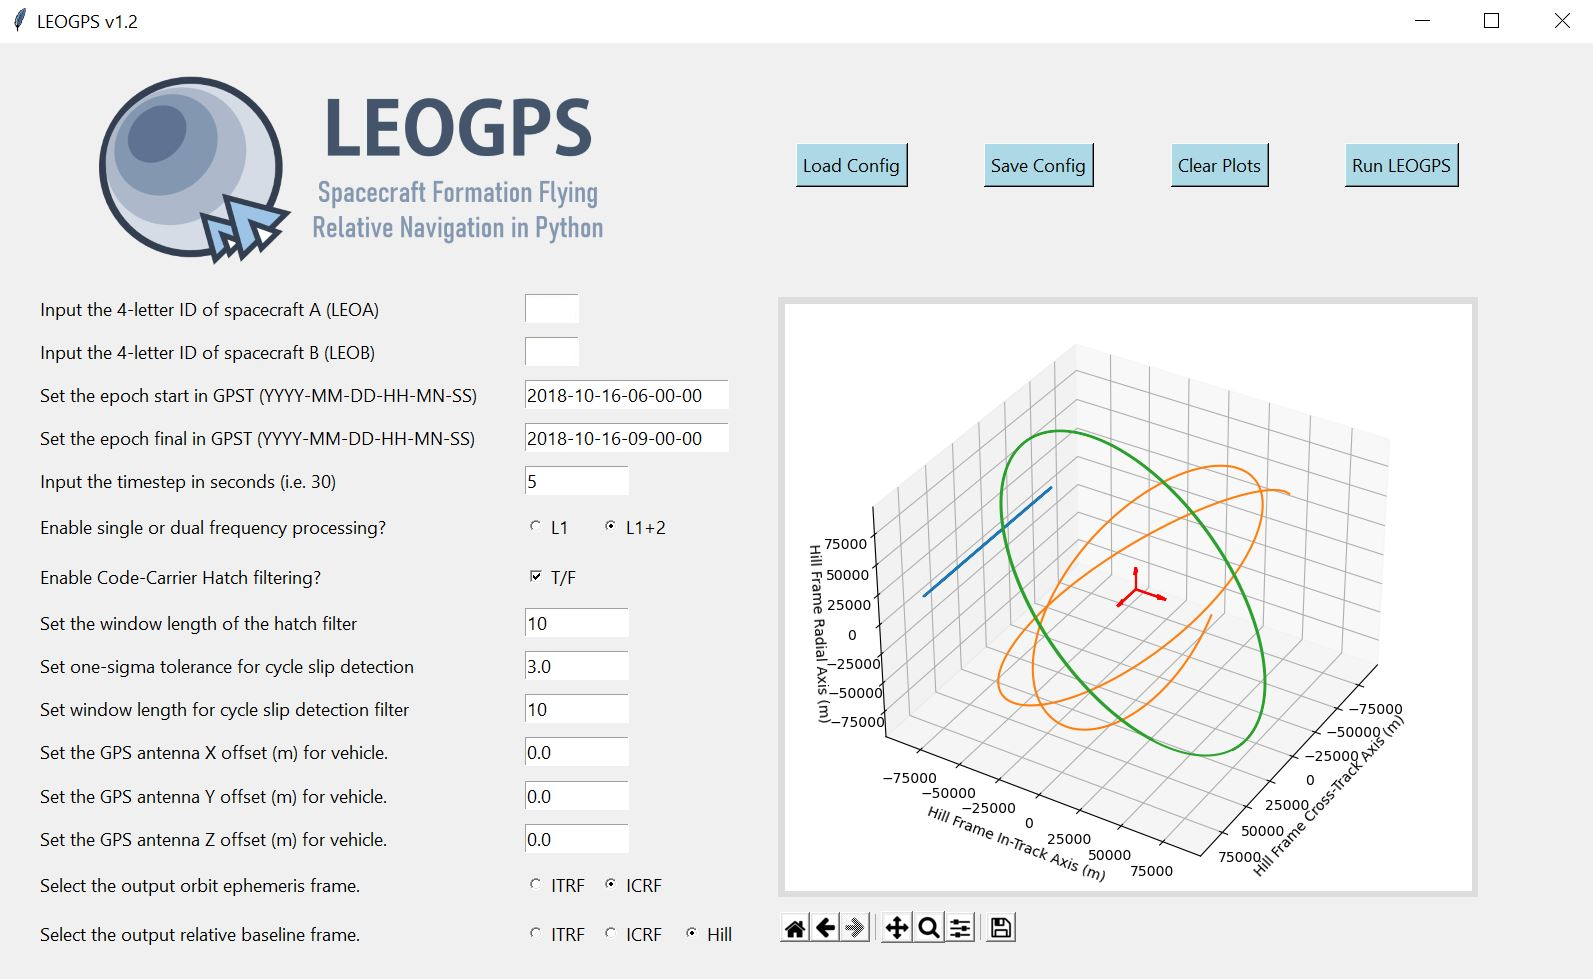 LEOGPS v1.2
LEOGPS
Spacecraft Formation Flying
Relative Navigation in Python
Load Config
Save Config
Clear Plots
Run LEOGPS
Input the 4-letter ID of spacecraft A (LEOA)
Input the 4-letter ID of spacecraft B (LEOB)
Set the epoch start in GPST (YYYY-MM-DD-HH-MN-SS) 2018-10-16-06-00-00
Set the epoch final in GPST (YYYY-MM-DD-HH-MN-SS) 2018-10-16-09-00-00
Input the timestep in seconds (i.e. 30) 5
Enable single or dual frequency processing? L1 L1+2
Enable Code-Carrier Hatch filtering? T/F
Set the window length of the hatch filter 10
Set one-sigma tolerance for cycle slip detection 3.0
Set window length for cycle slip detection filter 10
Set the GPS antenna X offset (m) for vehicle. 0.0
Set the GPS antenna Y offset (m) for vehicle. 0.0
Set the GPS antenna Z offset (m) for vehicle. 0.0
Select the output orbit ephemeris frame. ITRF ICRF
Select the output relative baseline frame. ITRF ICRF Hill
Hill Frame Radial Axis (m)
75000
50000
25000
0
−25000
−50000
−75000
−75000
−50000
−25000
0
25000
50000
75000
Hill Frame In-Track Axis (m)
−75000
−50000
−25000
0
25000
50000
75000
Hill Frame Cross-Track Axis (m)